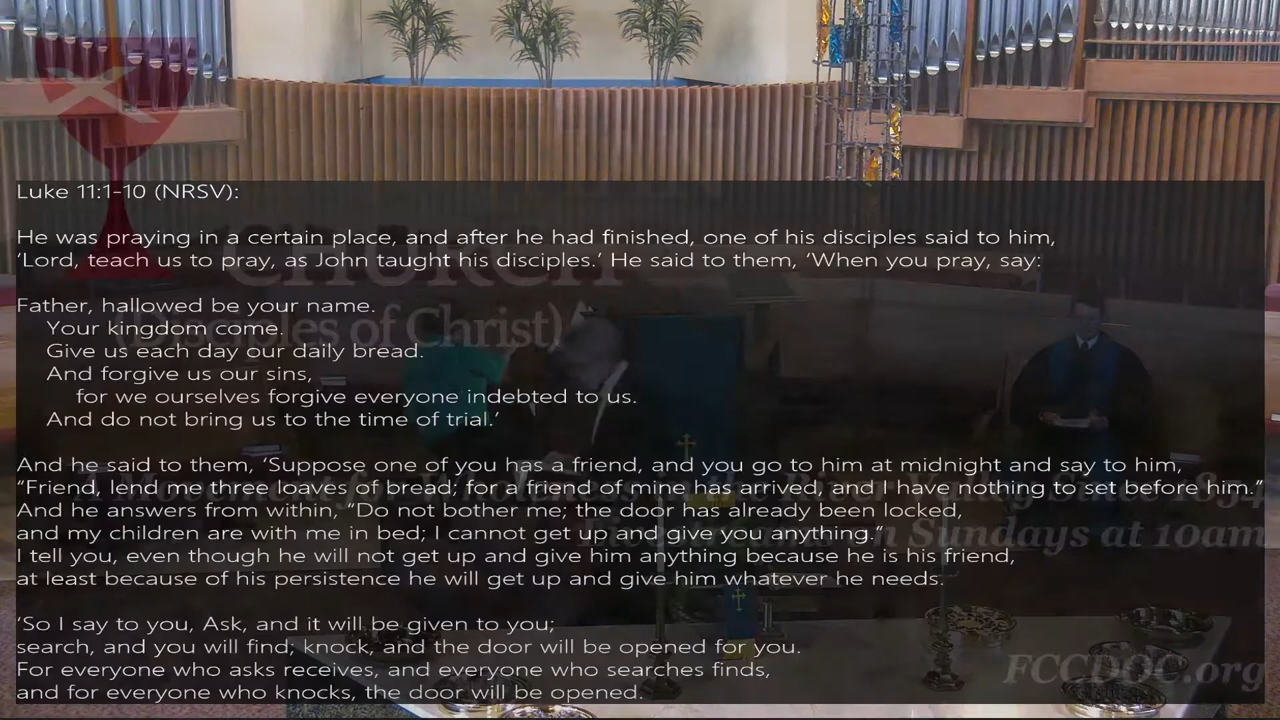 Luke 11:1-10 (NRSV):
He was praying in a certain place, and after he had finished, one of his disciples said to him,
‘Lord, teach us to pray, as John taught his disciples.’ He said to them, ‘When you pray, say:
Father, hallowed be your name.
Your kingdom come.
Give us each day our daily bread.
And forgive us our sins,
for we ourselves forgive everyone indebted to us.
And do not bring us to the time of trial.’
And he said to them, ‘Suppose one of you has a friend, and you go to him at midnight and say to him,
“Friend, lend me three loaves of bread; for a friend of mine has arrived, and I have nothing to set before him.”
And he answers from within, “Do not bother me; the door has already been locked,
and my children are with me in bed; I cannot get up and give you anything.”
I tell you, even though he will not get up and give him anything because he is his friend,
at least because of his persistence he will get up and give him whatever he needs.
‘So I say to you, Ask, and it will be given to you;
search, and you will find; knock, and the door will be opened for you.
For everyone who asks receives, and everyone who searches finds,
and for everyone who knocks, the door will be opened.
CHURCH
(Disciples of Christ)
A Movement for Wholeness in the
Sundays at 10am
FCCDOC.org